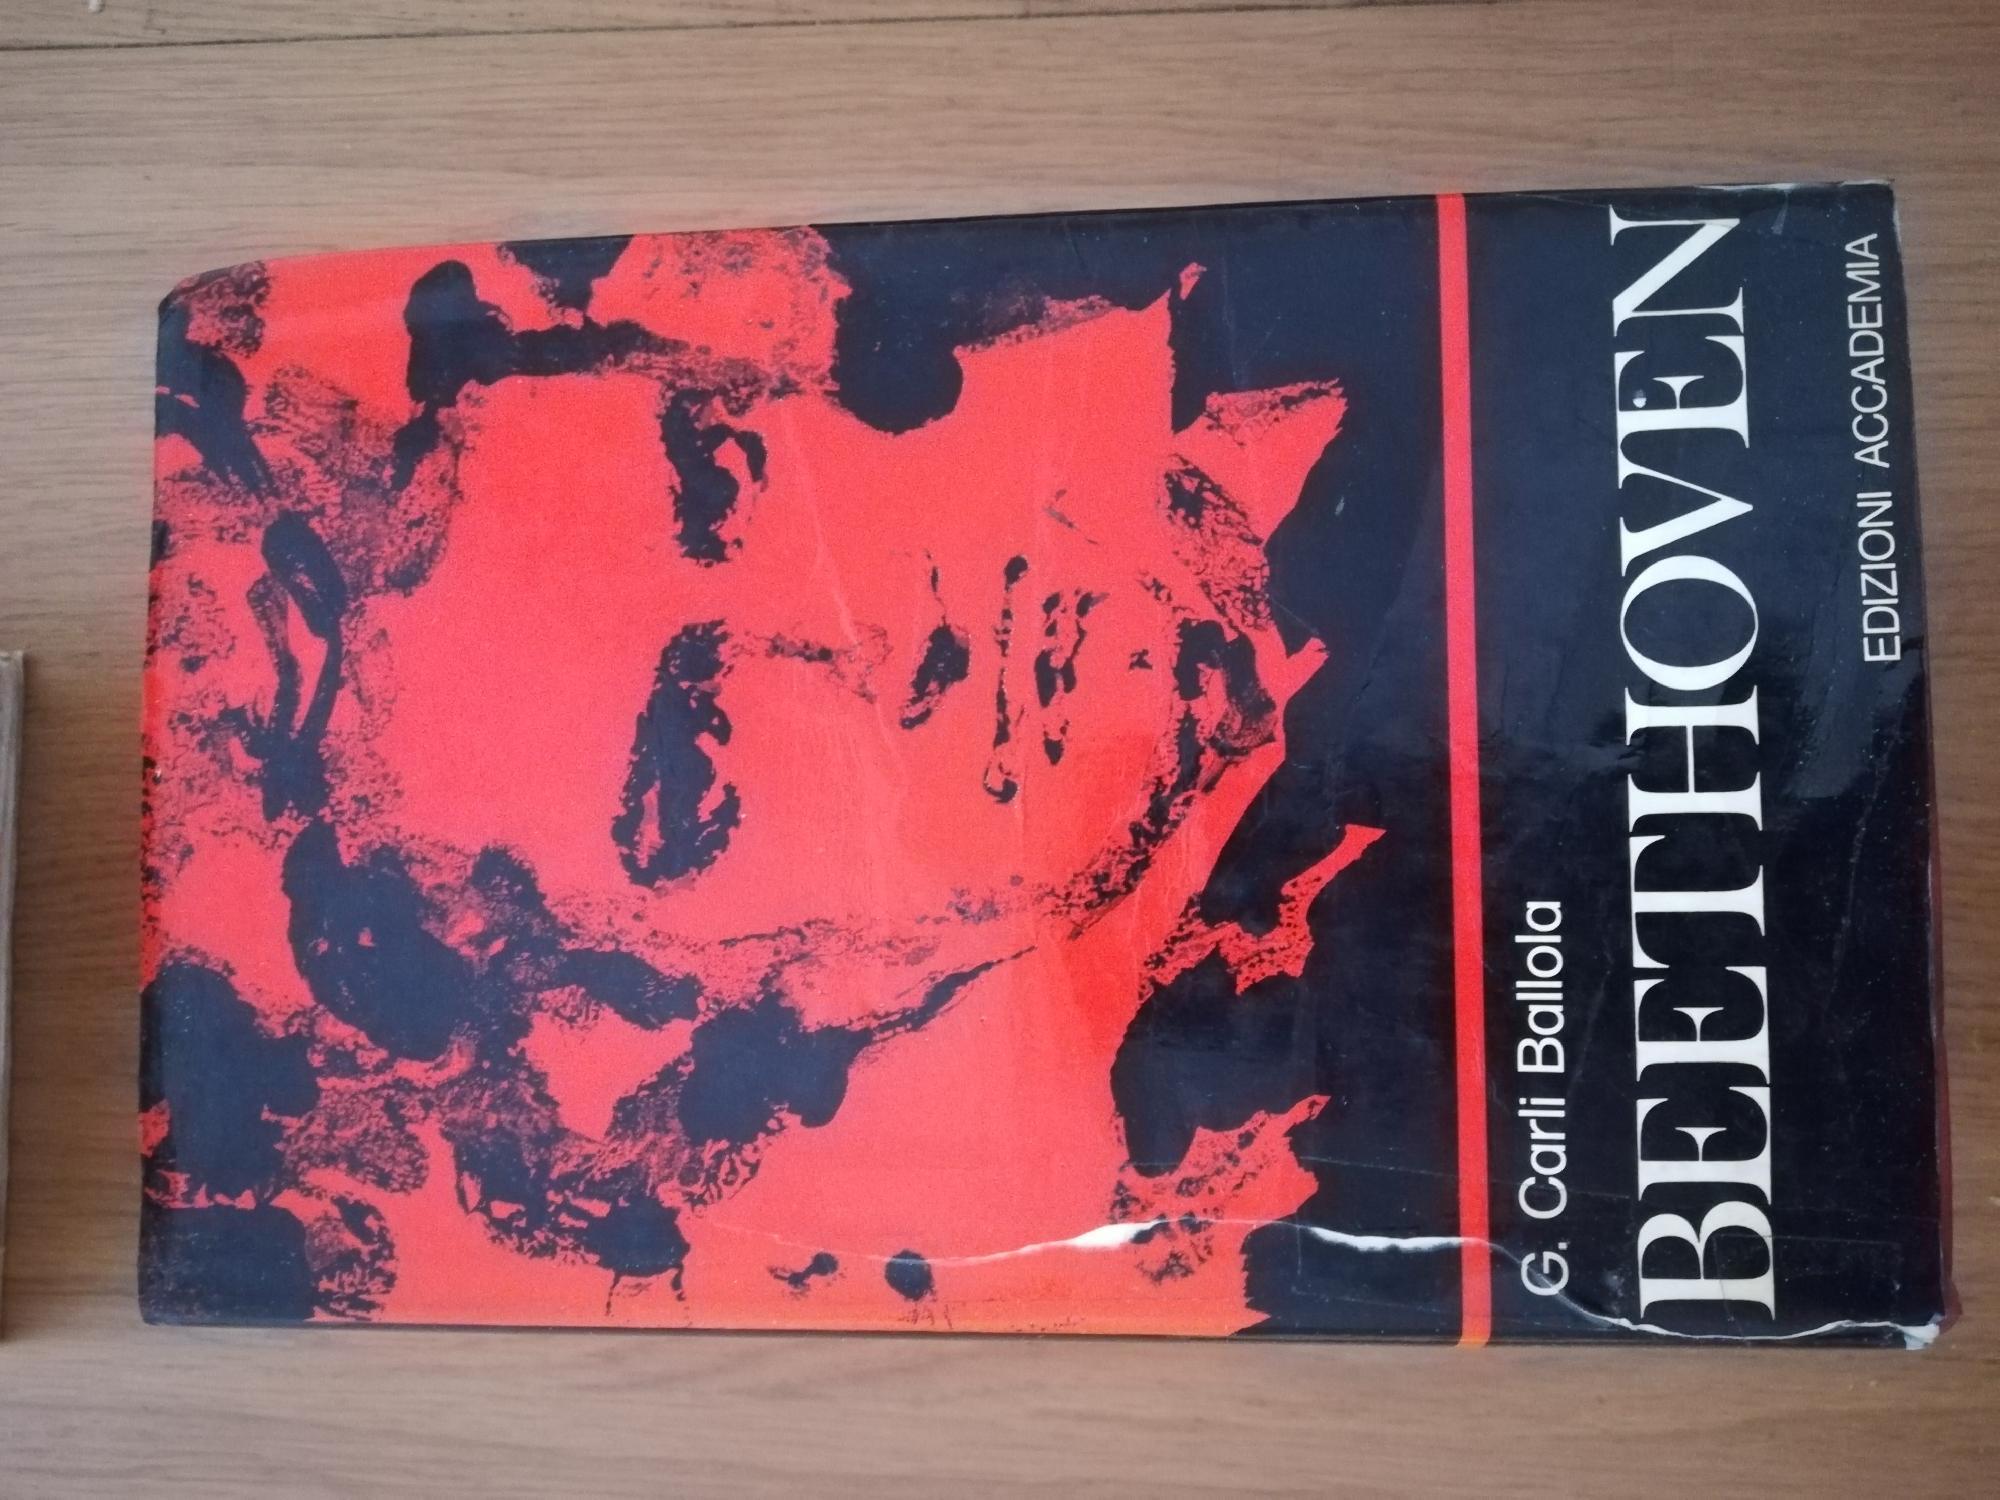 G. Carli Ballola
BEETHOVEN
EDIZIONI ACCADEMIA